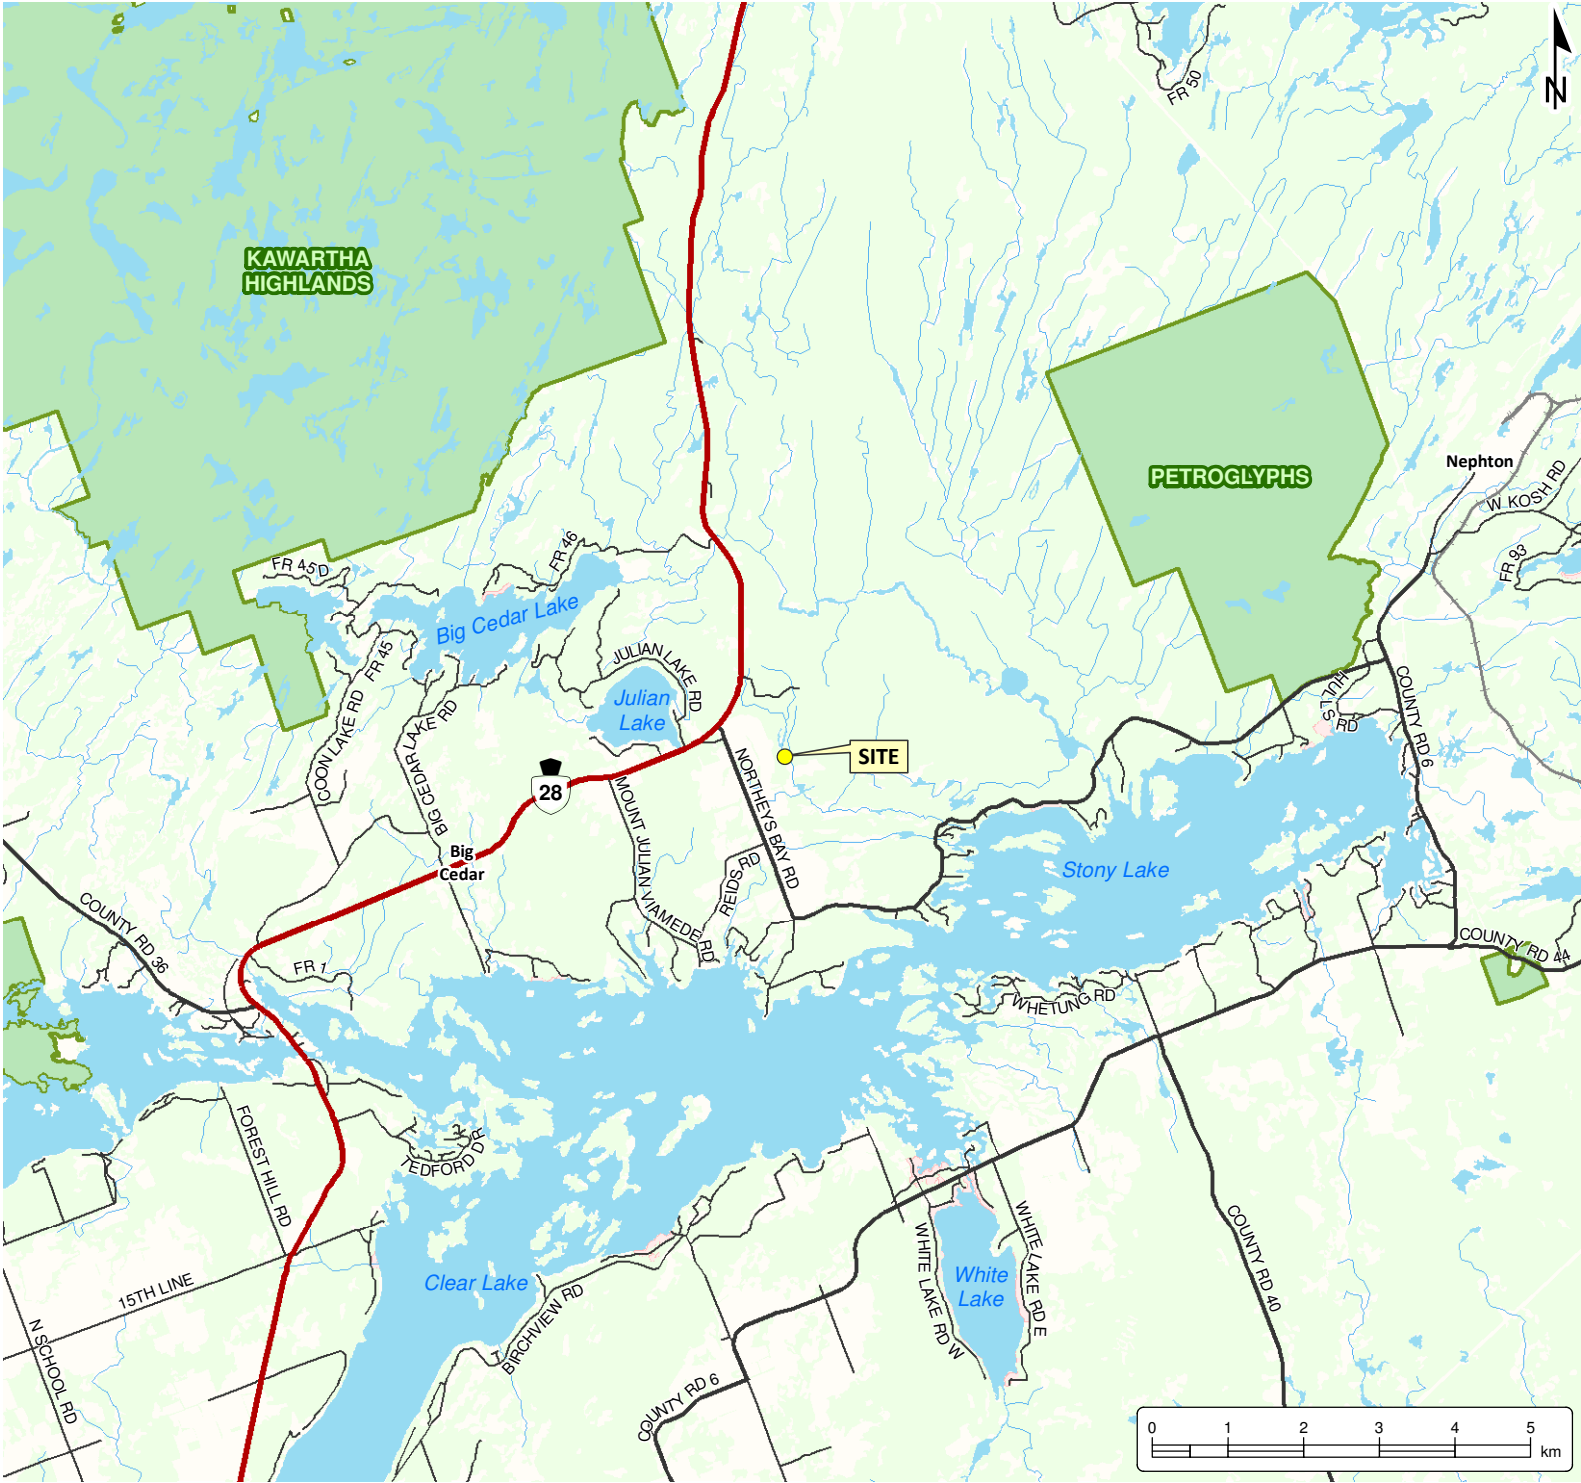 FR 50
N
KAWARTHA
HIGHLANDS
PETROGLYPHS
Nephton
W KOSH RD
FR 93
FR 46
FR 45 D
Big Cedar Lake
FR 45
JULIAN LAKE RD
Julian
Lake
HULLS RD
COUNTY RD 6
COON LAKE RD
BIG CEDAR LAKE RD
SITE
28
NORTHEYS BAY RD
MOUNT JULIAN VIAMEDE RD
Big
Cedar
REIDS RD
Stony Lake
COUNTY RD 36
FR 1
COUNTY RD 44
WHETUNG RD
FOREST HILL RD
TEDFORD DR
WHITE LAKE RD W
WHITE LAKE RD E
COUNTY RD 40
Clear Lake
White
Lake
15TH LINE
BIRCHVIEW RD
N SCHOOL RD
COUNTY RD 6
0 1 2 3 4 5
km